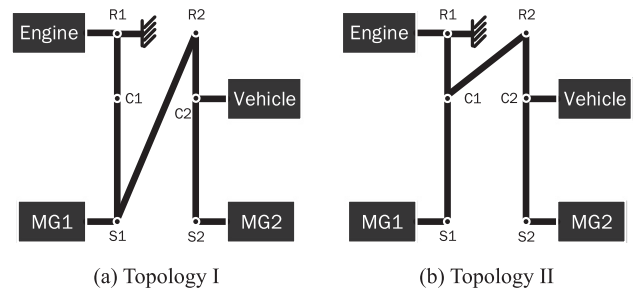 R1 R2 R1 R2
Engine Engine
C1 C2 Vehicle C1 C2 Vehicle
MG1 MG2 MG1 MG2
S1 S2 S1 S2
(a) Topology I (b) Topology II